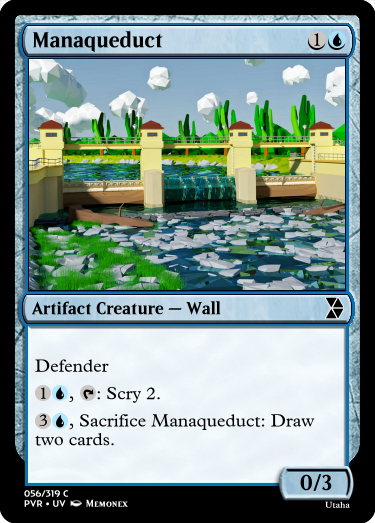 Manaqueduct 1
Artifact Creature — Wall
Defender
1, : Scry 2.
3, Sacrifice Manaqueduct: Draw
two cards.
0/3
056/319 C
PVR • UV Memonex
Utaha